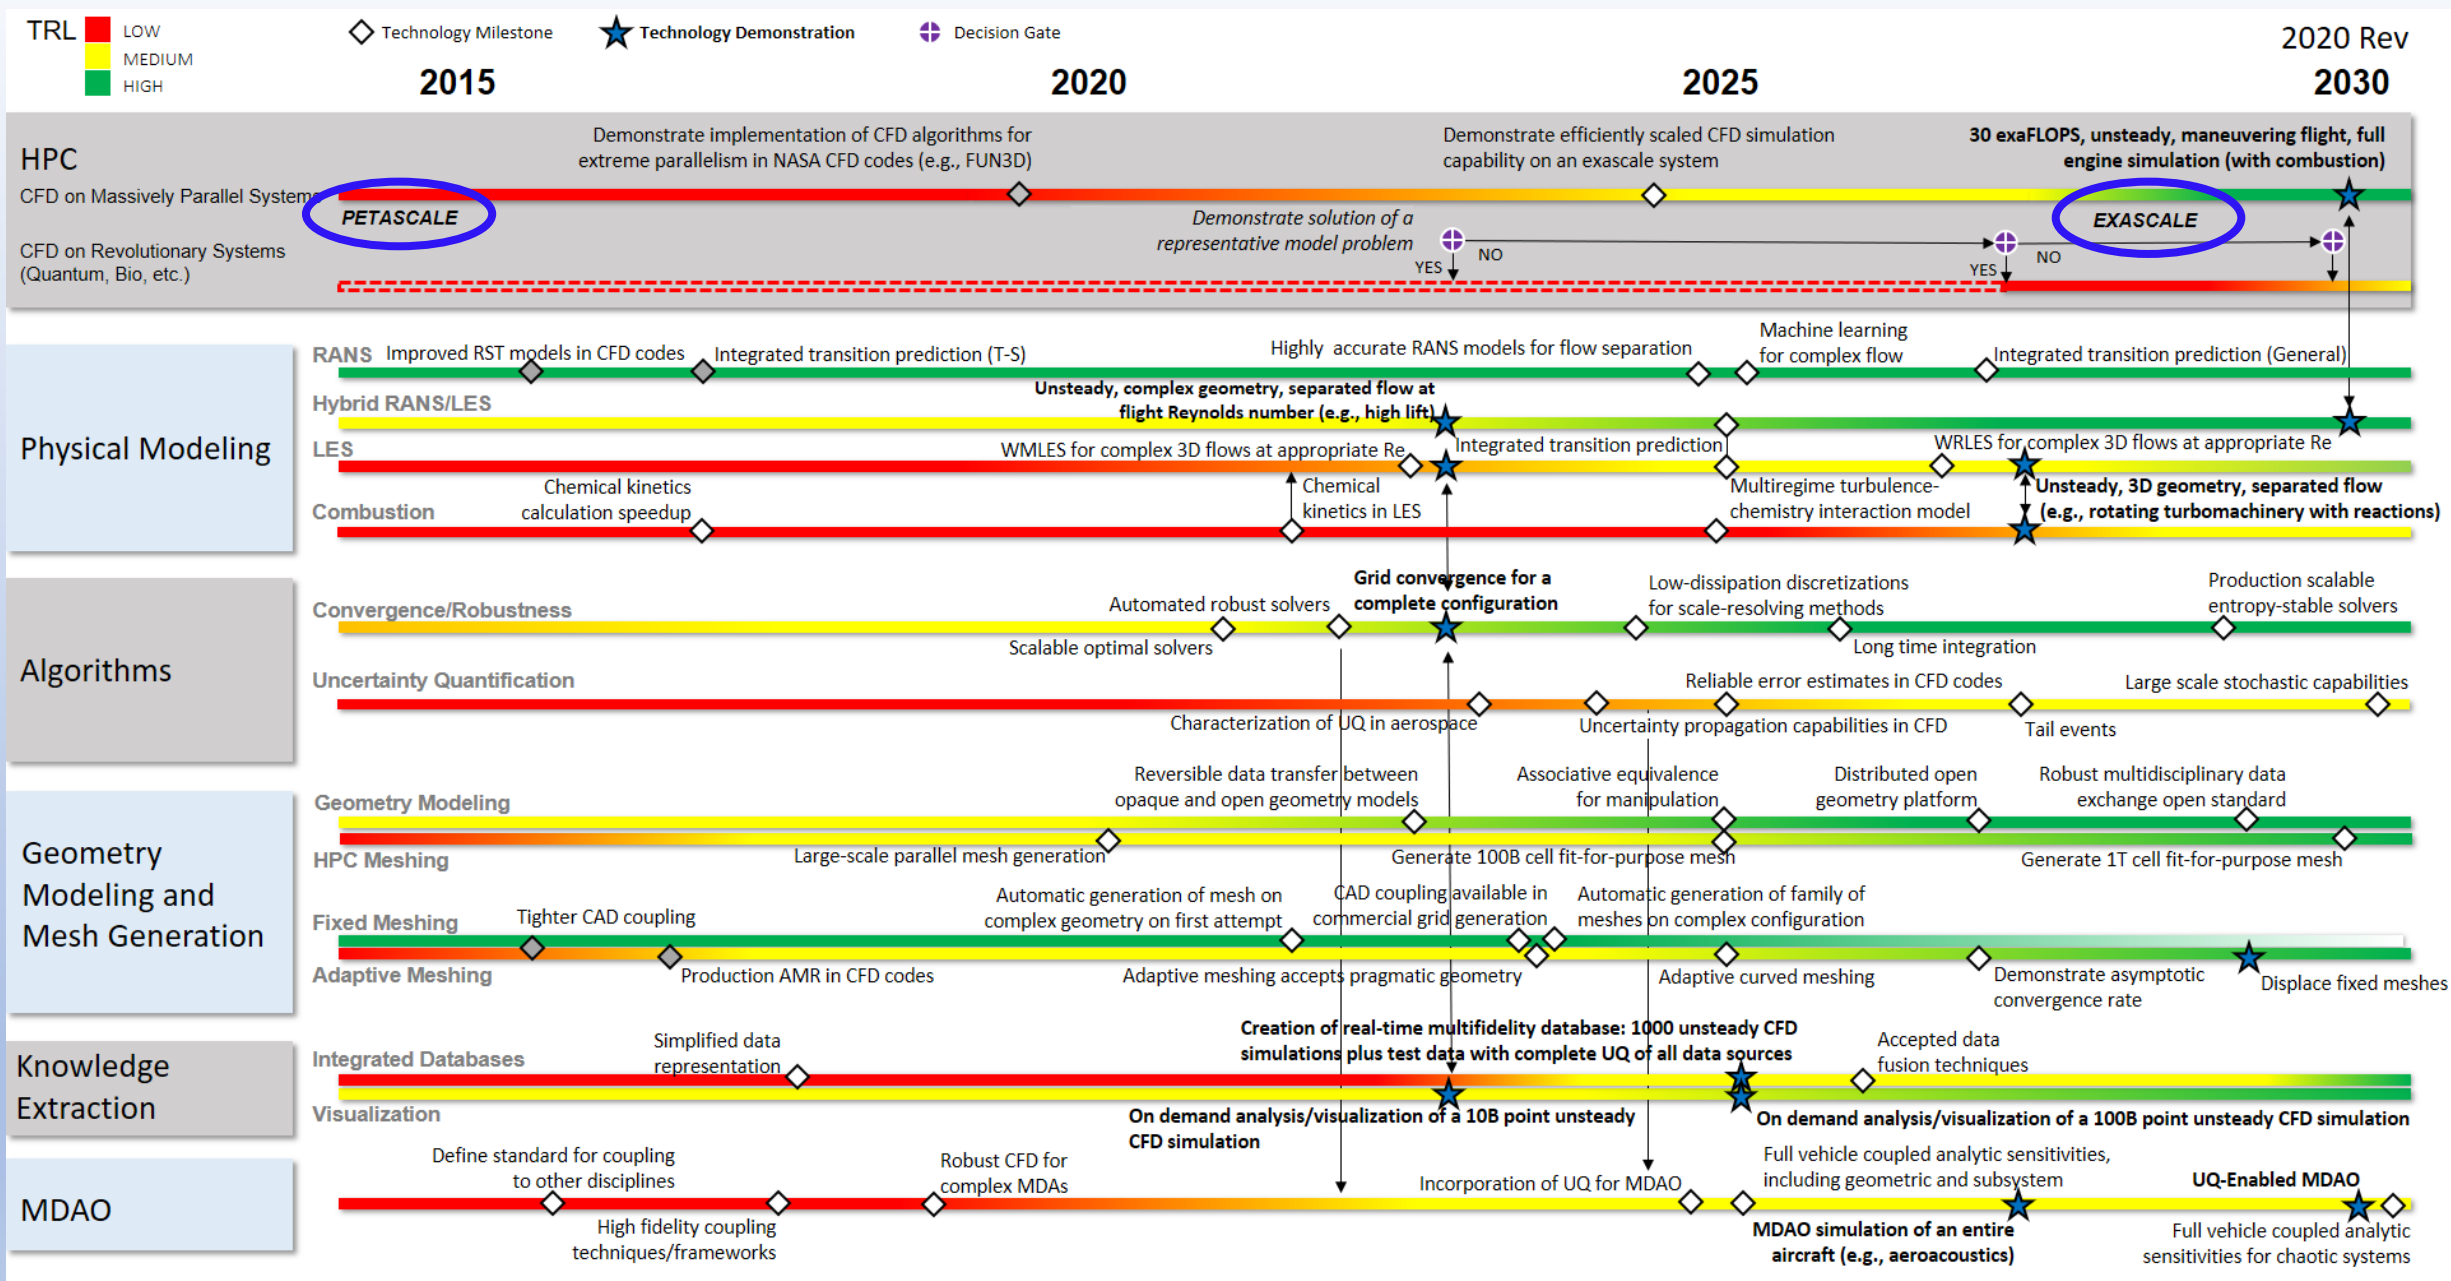 TRL
LOW
MEDIUM
HIGH
Technology Milestone
Technology Demonstration
Decision Gate
2020 Rev
2015
2020
2025
2030
HPC
CFD on Massively Parallel Systems
CFD on Revolutionary Systems
(Quantum, Bio, etc.)
Demonstrate implementation of CFD algorithms for
extreme parallelism in NASA CFD codes (e.g., FUN3D)
Demonstrate efficiently scaled CFD simulation
capability on an exascale system
30 exaFLOPS, unsteady, maneuvering flight, full
engine simulation (with combustion)
PETASCALE
Demonstrate solution of a
representative model problem
EXASCALE
NO
YES
NO
YES
Physical Modeling
RANS
Improved RST models in CFD codes
Integrated transition prediction (T-S)
Highly accurate RANS models for flow separation
Machine learning
for complex flow
Integrated transition prediction (General)
Hybrid RANS/LES
Unsteady, complex geometry, separated flow at
flight Reynolds number (e.g., high lift)
LES
WMLES for complex 3D flows at appropriate Re
Integrated transition prediction
WRLES for complex 3D flows at appropriate Re
Combustion
Chemical kinetics
calculation speedup
Chemical
kinetics in LES
Multiregime turbulence-
chemistry interaction model
Unsteady, 3D geometry, separated flow
(e.g., rotating turbomachinery with reactions)
Algorithms
Convergence/Robustness
Automated robust solvers
Scalable optimal solvers
Grid convergence for a
complete configuration
Low-dissipation discretizations
for scale-resolving methods
Long time integration
Production scalable
entropy-stable solvers
Uncertainty Quantification
Characterization of UQ in aerospace
Reliable error estimates in CFD codes
Uncertainty propagation capabilities in CFD
Large scale stochastic capabilities
Tail events
Geometry
Modeling and
Mesh Generation
Geometry Modeling
Reversible data transfer between
opaque and open geometry models
Associative equivalence
for manipulation
Distributed open
geometry platform
Robust multidisciplinary data
exchange open standard
HPC Meshing
Large-scale parallel mesh generation
Generate 100B cell fit-for-purpose mesh
Generate 1T cell fit-for-purpose mesh
Fixed Meshing
Tighter CAD coupling
Automatic generation of mesh on
complex geometry on first attempt
CAD coupling available in
commercial grid generation
Automatic generation of family of
meshes on complex configuration
Adaptive Meshing
Production AMR in CFD codes
Adaptive meshing accepts pragmatic geometry
Adaptive curved meshing
Demonstrate asymptotic
convergence rate
Displace fixed meshes
Knowledge
Extraction
Integrated Databases
Simplified data
representation
Creation of real-time multifidelity database: 1000 unsteady CFD
simulations plus test data with complete UQ of all data sources
Accepted data
fusion techniques
Visualization
On demand analysis/visualization of a 10B point unsteady
CFD simulation
On demand analysis/visualization of a 100B point unsteady CFD simulation
MDAO
Define standard for coupling
to other disciplines
High fidelity coupling
techniques/frameworks
Robust CFD for
complex MDAs
Incorporation of UQ for MDAO
Full vehicle coupled analytic sensitivities,
including geometric and subsystem
MDAO simulation of an entire
aircraft (e.g., aeroacoustics)
UQ-Enabled MDAO
Full vehicle coupled analytic
sensitivities for chaotic systems